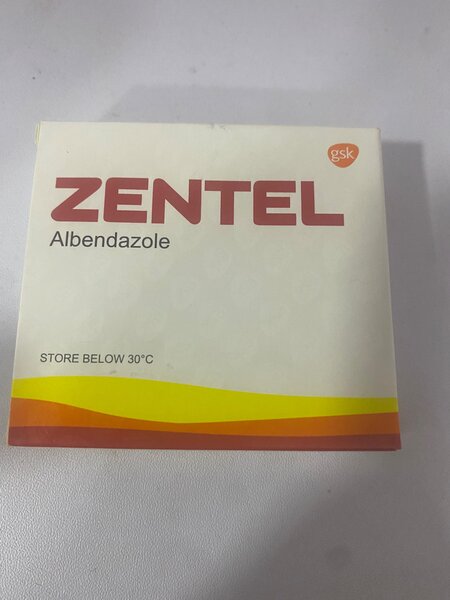 gsk
ZENTEL
Albendazole
STORE BELOW 30°C